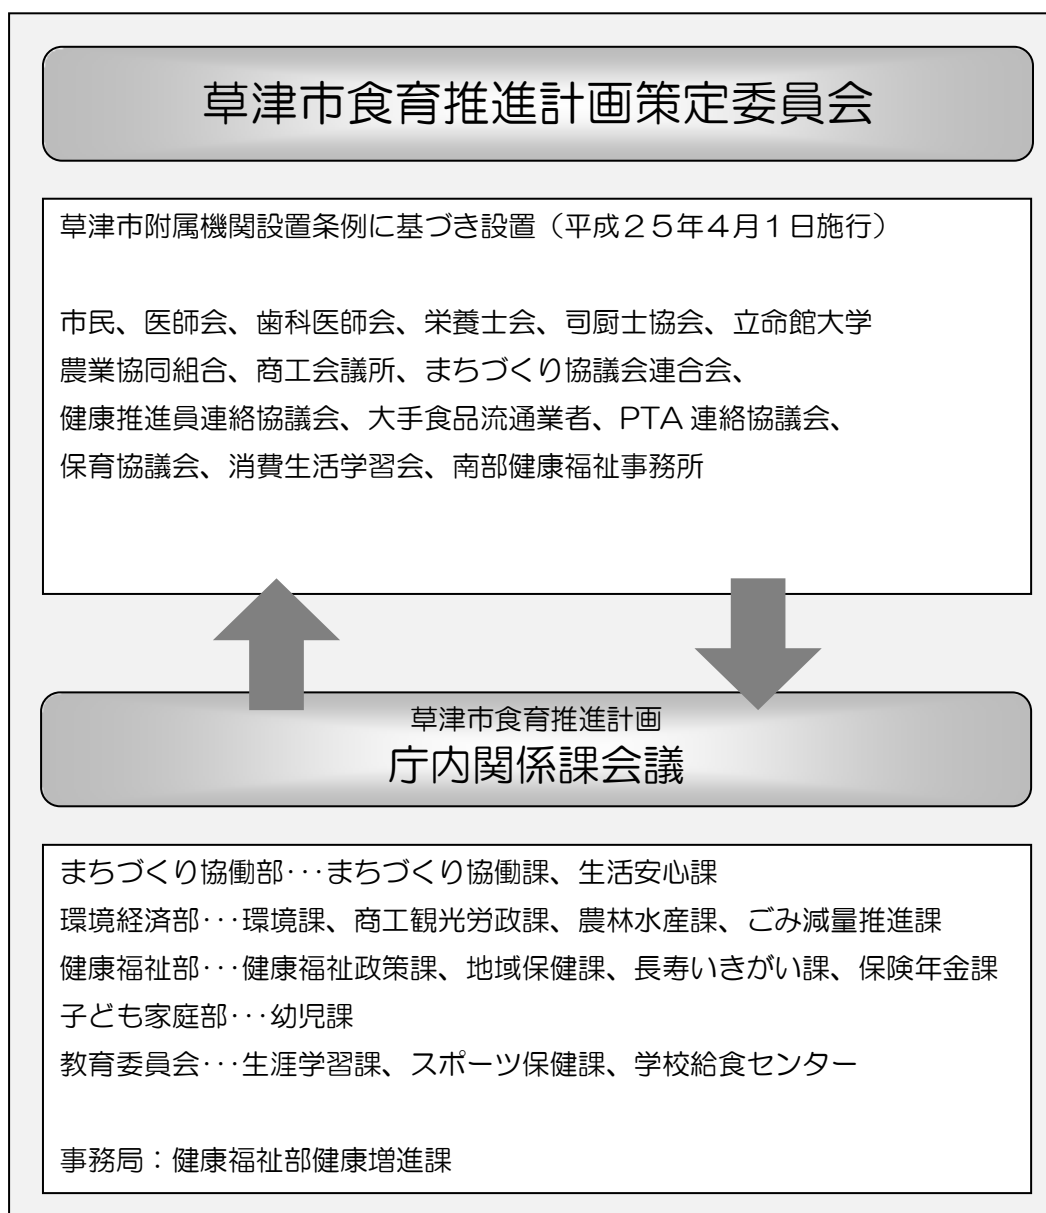 草津市食育推進計画策定委員会
草津市附属機関設置条例に基づき設置（平成２５年４月１日施行）
市民、医師会、歯科医師会、栄養士会、司厨士協会、立命館大学
農業協同組合、商工会議所、まちづくり協議会連合会、
健康推進員連絡協議会、大手食品流通業者、PTA 連絡協議会、
保育協議会、消費生活学習会、南部健康福祉事務所
草津市食育推進計画
庁内関係課会議
まちづくり協働部･･･まちづくり協働課、生活安心課
環境経済部･･･環境課、商工観光労政課、農林水産課、ごみ減量推進課
健康福祉部･･･健康福祉政策課、地域保健課、長寿いきがい課、保険年金課
子ども家庭部･･･幼児課
教育委員会･･･生涯学習課、スポーツ保健課、学校給食センター
事務局：健康福祉部健康増進課